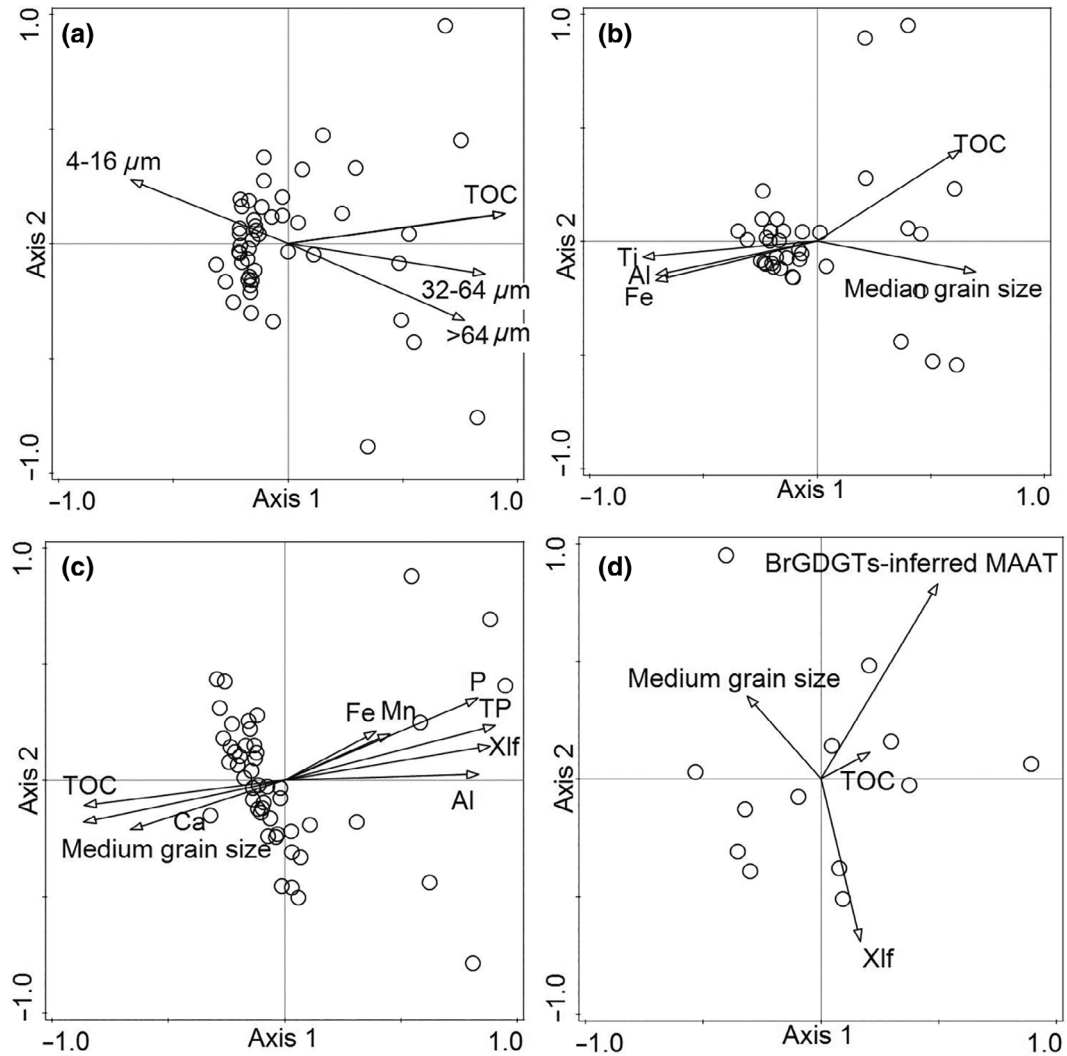 (a)
1.0
4-16 µm
TOC
Axis 2
32-64 µm
>64 µm
−1.0
−1.0
Axis 1
1.0
(b)
1.0
TOC
Axis 2
Ti
Al
Fe
Median grain size
−1.0
−1.0
Axis 1
1.0
(c)
1.0
P
Fe
Mn
TP
Xlf
Axis 2
TOC
Al
Ca
Medium grain size
−1.0
−1.0
Axis 1
1.0
(d)
1.0
BrGDGTs-inferred MAAT
Medium grain size
Axis 2
TOC
Xlf
−1.0
−1.0
Axis 1
1.0